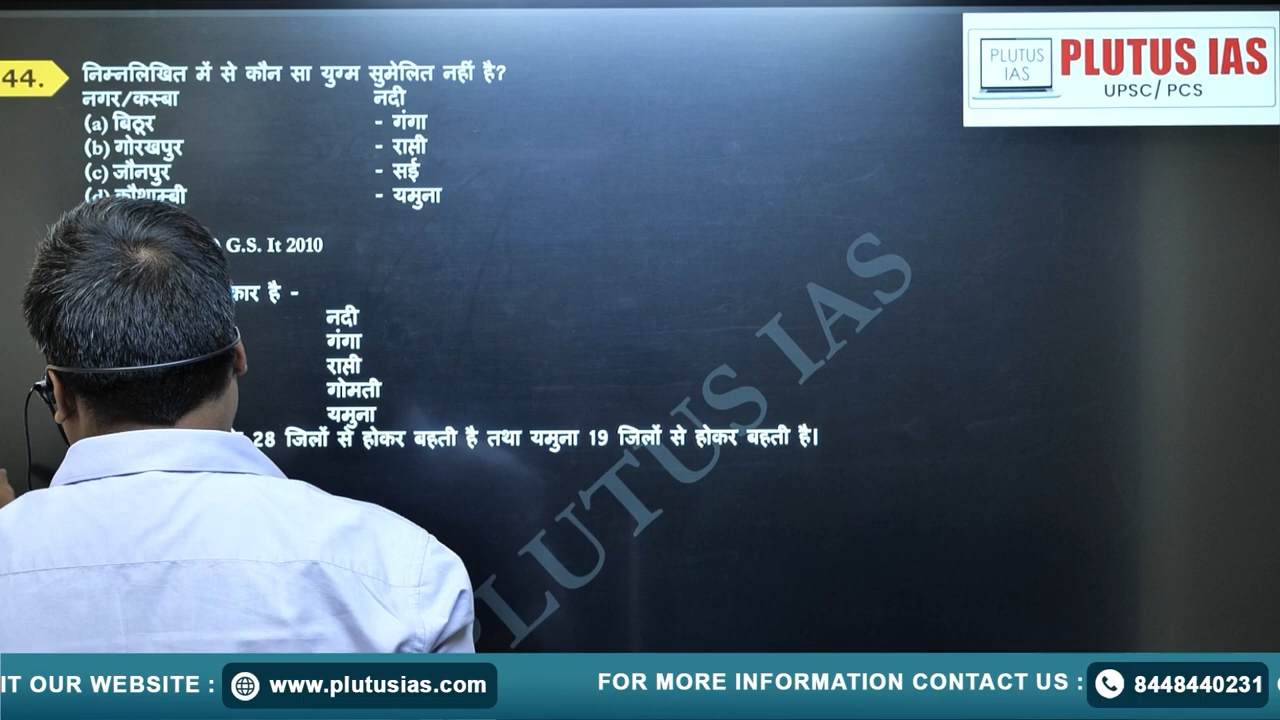 44.
निम्नलिखित में से कौन सा युग्म सुमेलित नहीं है?
नगर/कस्बा नदी
(a) बिठूर - गंगा
(b) गोरखपुर - राप्ती
(c) जौनपुर - सई
(d) कौशाम्बी - यमुना
G.S. It 2010
है -
नदी
गंगा
राप्ती
गोमती
यमुना
28 जिलों से होकर बहती है तथा यमुना 19 जिलों से होकर बहती है।
PLUTUS IAS
PLUTUS IAS
PLUTUS IAS
UPSC/ PCS
IT OUR WEBSITE : www.plutusias.com FOR MORE INFORMATION CONTACT US : 8448440231